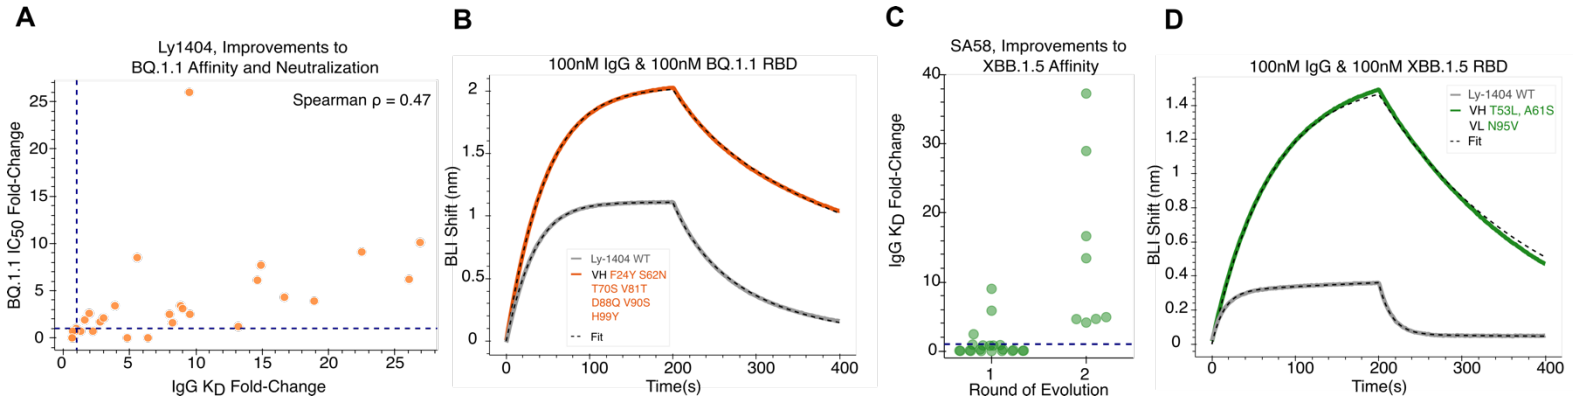 A
Ly1404, Improvements to
BQ.1.1 Affinity and Neutralization
Spearman ρ = 0.47
BQ.1.1 IC50 Fold-Change
25
20
15
10
5
0
0 5 10 15 20 25
IgG KD Fold-Change
B
100nM IgG & 100nM BQ.1.1 RBD
BLI Shift (nm)
2
1.5
1
0.5
0
Ly-1404 WT
VH F24Y S62N
T70S V81T
D88Q V90S
H99Y
Fit
0 100 200 300 400
Time(s)
C
SA58, Improvements to
XBB.1.5 Affinity
IgG KD Fold-Change
40
30
20
10
0
1 2
Round of Evolution
D
100nM IgG & 100nM XBB.1.5 RBD
BLI Shift (nm)
1.4
1.2
1
0.8
0.6
0.4
0.2
0
Ly-1404 WT
VH T53L, A61S
VL N95V
Fit
0 100 200 300 400
Time(s)